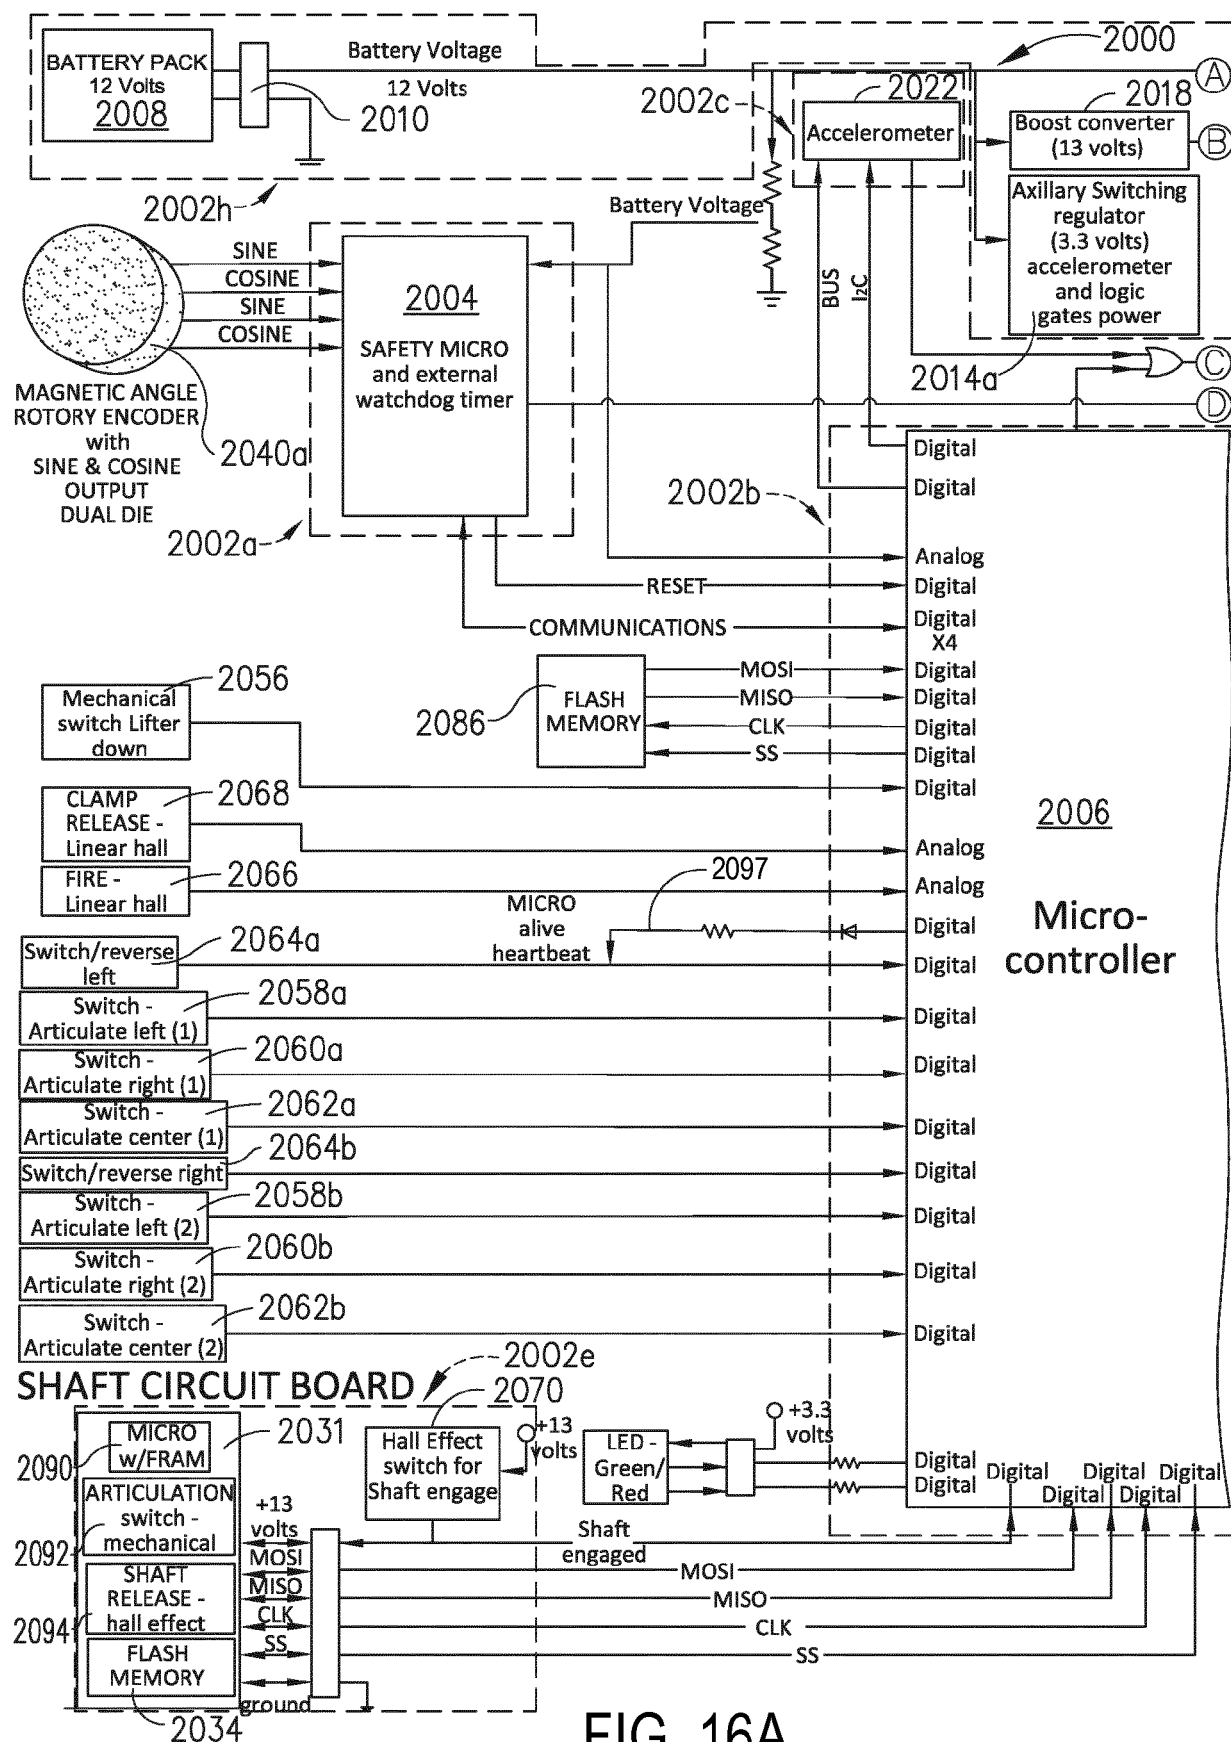 BATTERY PACK
12 Volts
2008
2010
Battery Voltage
12 Volts
2000
A
2002c
2022
Accelerometer
2018
Boost converter
(13 volts)
B
2002h
Axillary Switching
regulator
(3.3 volts)
accelerometer
and logic
gates power
2014a
C
D
Battery Voltage
BUS
I2C
SINE
COSINE
SINE
COSINE
2004
SAFETY MICRO
and external
watchdog timer
MAGNETIC ANGLE
ROTORY ENCODER
with
SINE & COSINE
OUTPUT
DUAL DIE
2040a
2002a
2002b
Digital
Digital
Analog
RESET
Digital
COMMUNICATIONS
Digital
X4
2086
FLASH
MEMORY
MOSI
Digital
MISO
Digital
CLK
Digital
SS
Digital
Mechanical
switch Lifter
down
2056
Digital
2006
Micro-
controller
CLAMP
RELEASE -
Linear hall
2068
Analog
FIRE -
Linear hall
2066
Analog
2097
MICRO
alive
heartbeat
Digital
Switch/reverse
left
2064a
Digital
Switch -
Articulate left (1)
2058a
Digital
Switch -
Articulate right (1)
2060a
Digital
Switch -
Articulate center (1)
2062a
Digital
Switch/reverse right
2064b
Digital
Switch -
Articulate left (2)
2058b
Digital
Switch -
Articulate right (2)
2060b
Digital
Switch -
Articulate center (2)
2062b
Digital
SHAFT CIRCUIT BOARD
2002e
2070
2090
MICRO
w/FRAM
2031
Hall Effect
switch for
Shaft engage
+13
volts
LED -
Green/
Red
+3.3
volts
Digital
Digital
Digital
Digital
Digital
Digital
Digital
2092
ARTICULATION
switch -
mechanical
2094
SHAFT
RELEASE -
hall effect
FLASH
MEMORY
2034
+13
volts
MOSI
MISO
CLK
SS
ground
Shaft
engaged
MOSI
MISO
CLK
SS
FIG. 16A